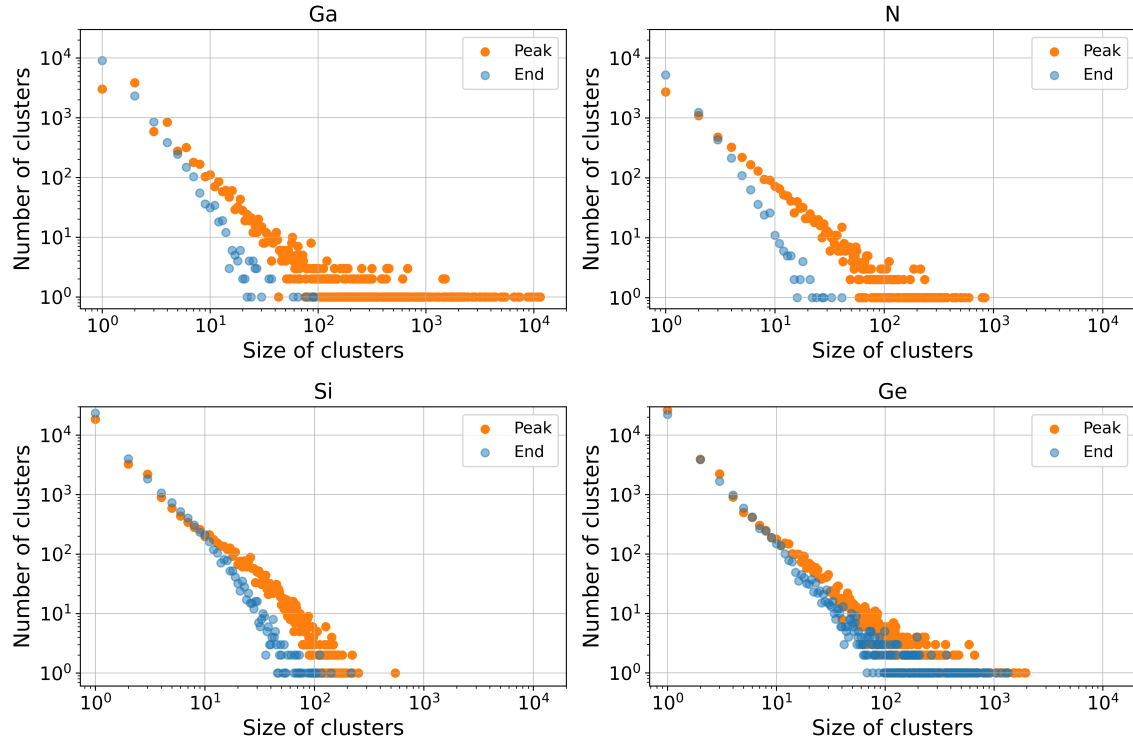 Ga
Number of clusters
10^4
10^3
10^2
10^1
10^0
Peak
End
10^0 10^1 10^2 10^3 10^4
Size of clusters
N
Number of clusters
10^4
10^3
10^2
10^1
10^0
Peak
End
10^0 10^1 10^2 10^3 10^4
Size of clusters
Si
Number of clusters
10^4
10^3
10^2
10^1
10^0
Peak
End
10^0 10^1 10^2 10^3 10^4
Size of clusters
Ge
Number of clusters
10^4
10^3
10^2
10^1
10^0
Peak
End
10^0 10^1 10^2 10^3 10^4
Size of clusters